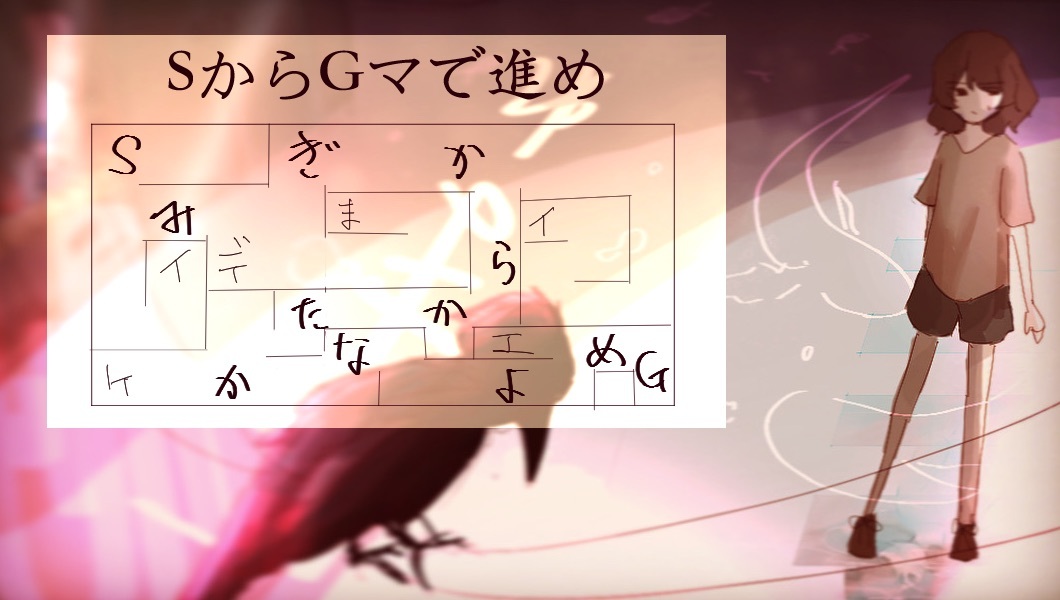 SからGマで進め
S ぎ か
み ま イ
イ デ ら
た か
な エ め G
ケ か よ